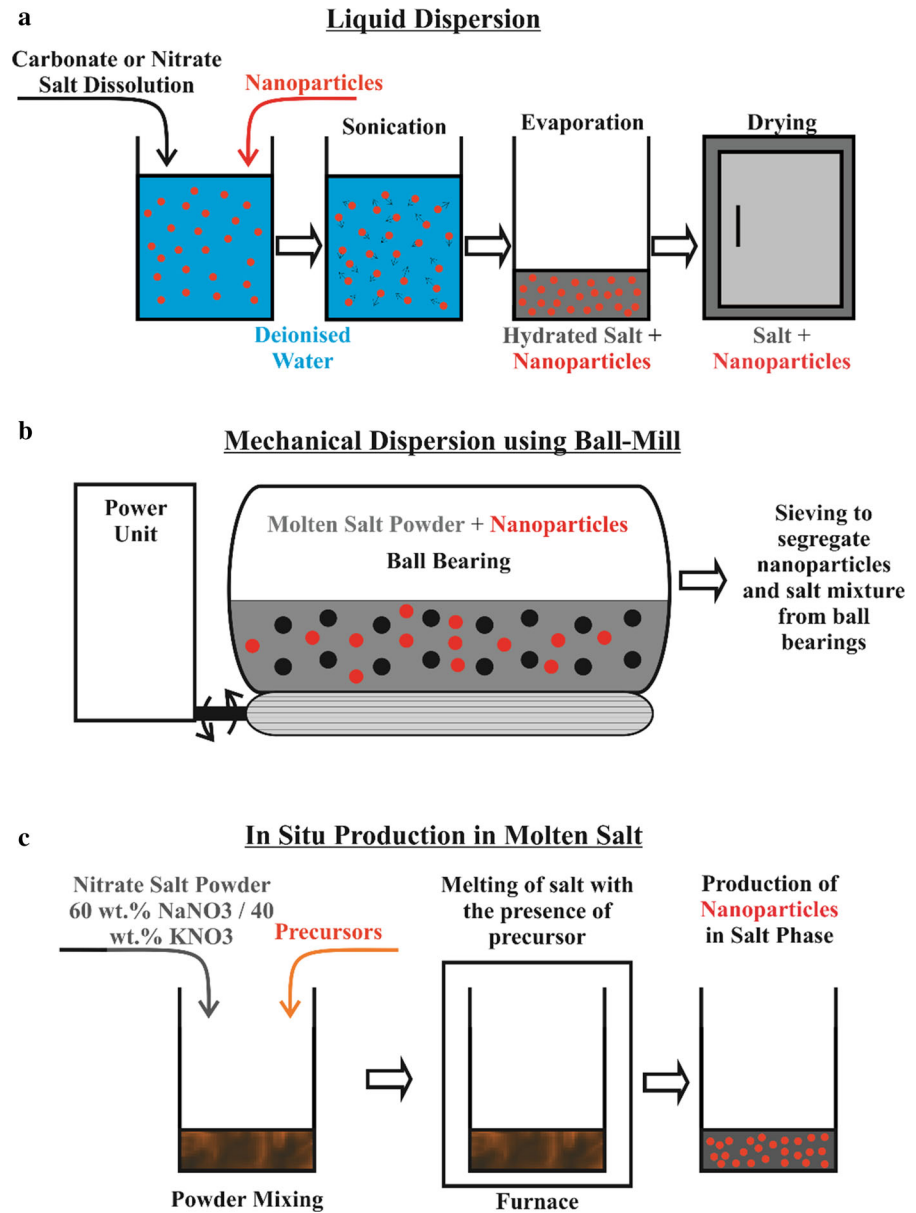 a
Liquid Dispersion
Carbonate or Nitrate
Salt Dissolution
Nanoparticles
Sonication
Evaporation
Drying
Deionised
Water
Hydrated Salt +
Nanoparticles
Salt +
Nanoparticles
b
Mechanical Dispersion using Ball-Mill
Power
Unit
Molten Salt Powder + Nanoparticles
Ball Bearing
Sieving to
segregate
nanoparticles
and salt mixture
from ball
bearings
c
In Situ Production in Molten Salt
Nitrate Salt Powder
60 wt.% NaNO3 / 40
wt.% KNO3
Precursors
Powder Mixing
Melting of salt with
the presence of
precursor
Furnace
Production of
Nanoparticles
in Salt Phase